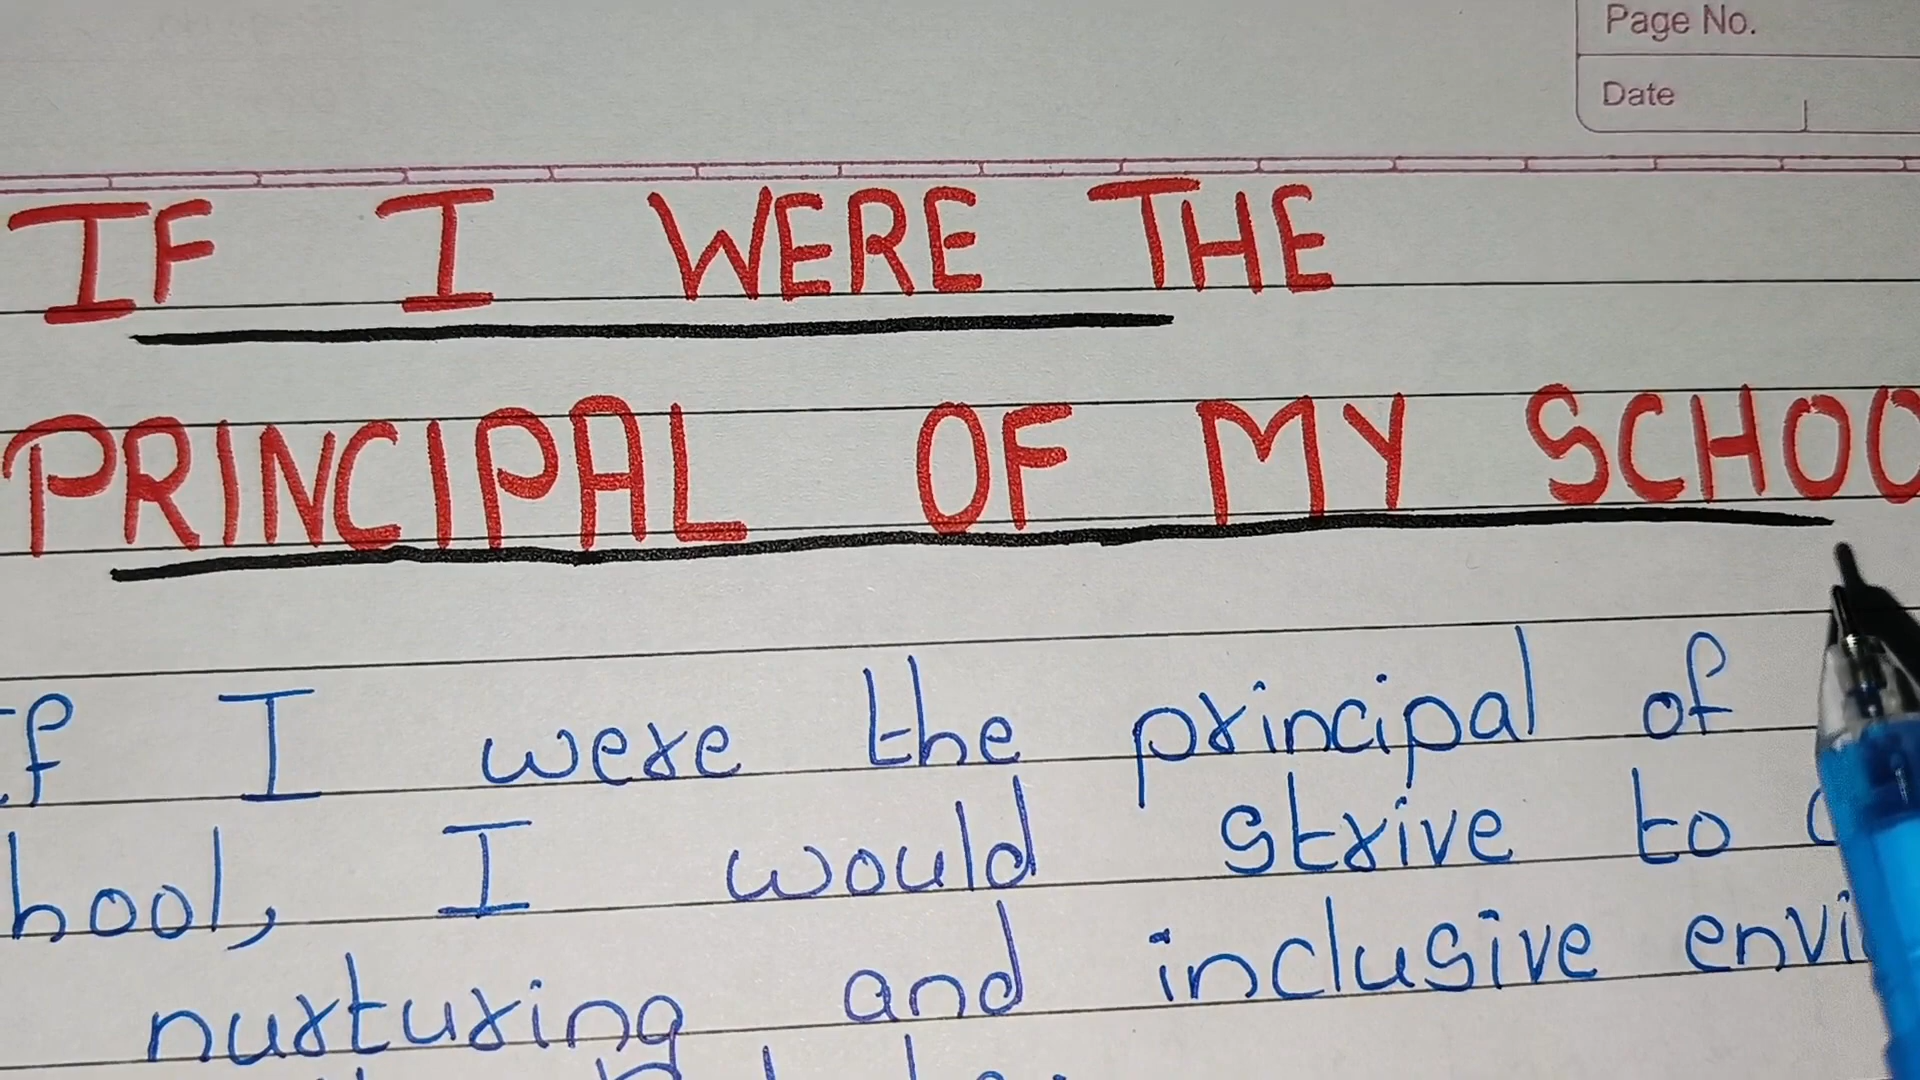 Page No.
Date
IF I WERE THE
PRINCIPAL OF MY SCHOO
If I were the principal of
hool, I would strive to
nurturing and inclusive envi